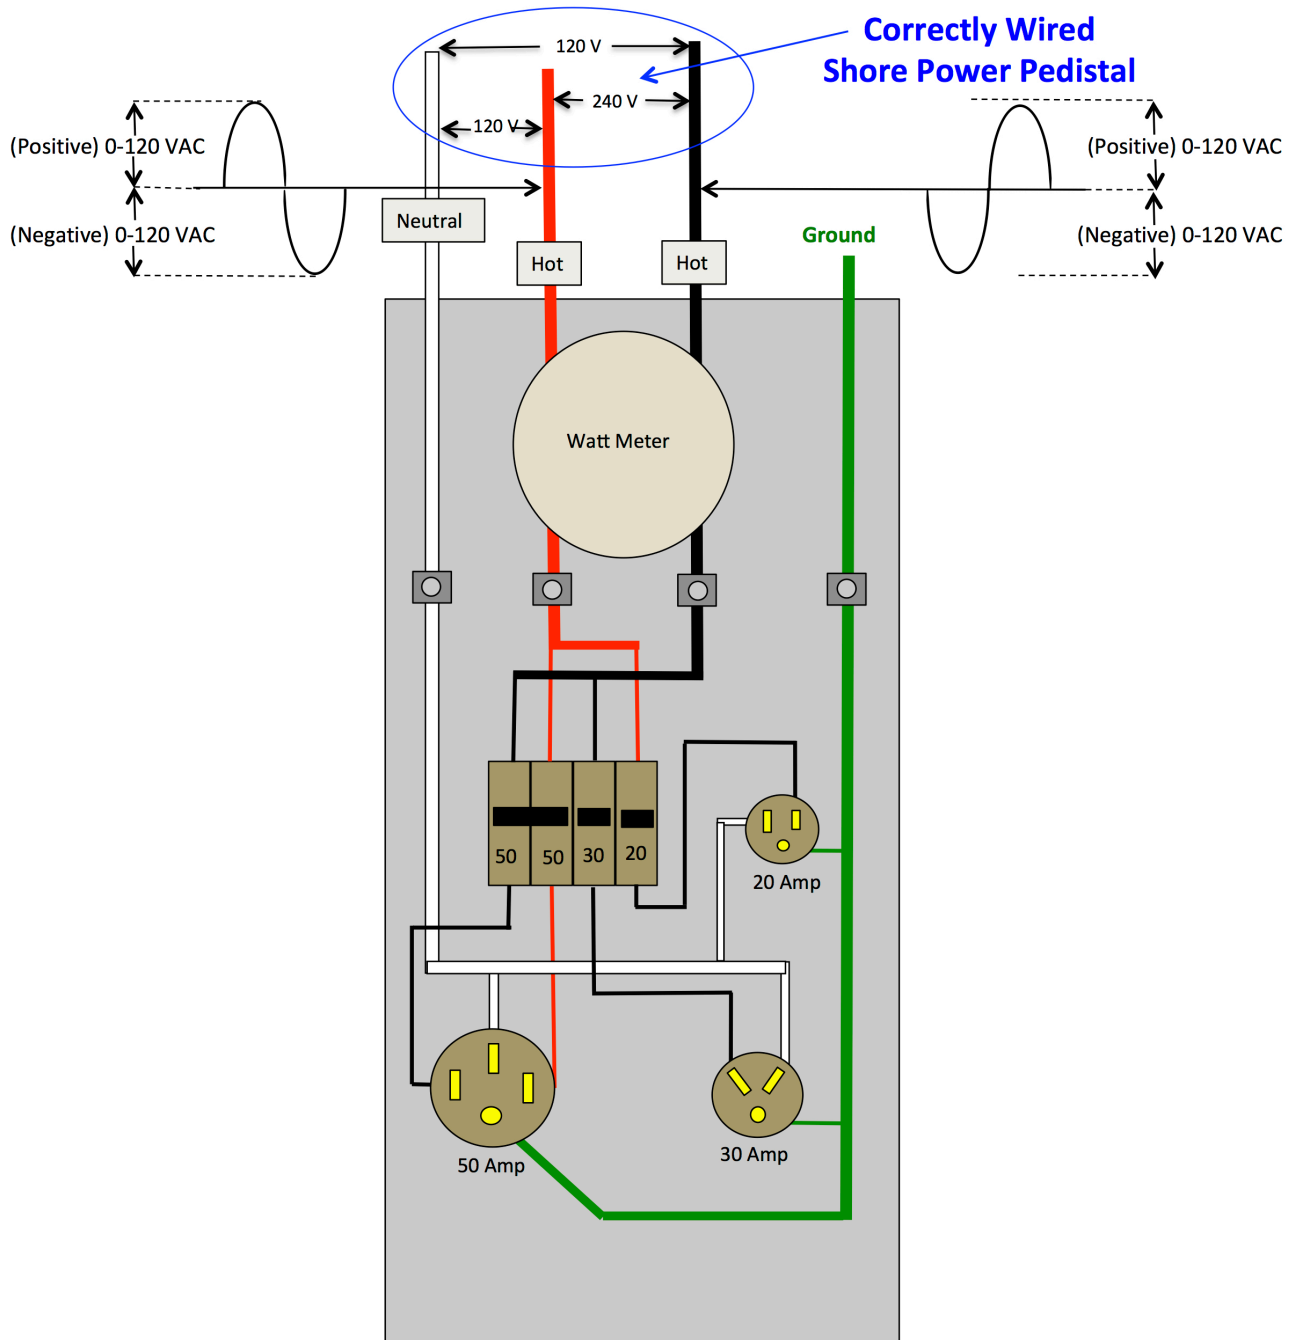 Correctly Wired
Shore Power Pedistal
120 V
240 V
120 V
(Positive) 0-120 VAC
(Positive) 0-120 VAC
(Negative) 0-120 VAC
(Negative) 0-120 VAC
Neutral
Hot
Hot
Ground
Watt Meter
50
50
30
20
20 Amp
50 Amp
30 Amp